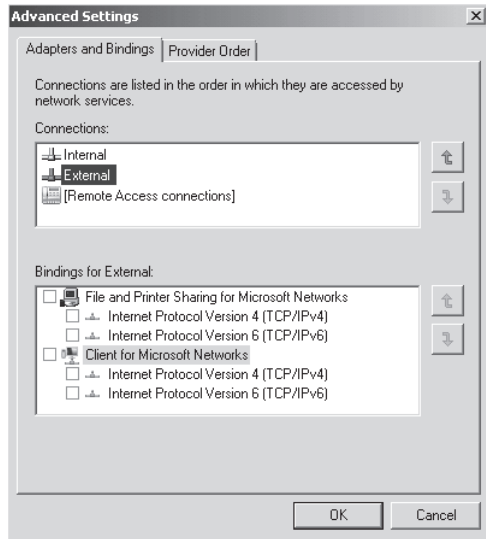 Advanced Settings
Adapters and Bindings
Provider Order
Connections are listed in the order in which they are accessed by
network services.
Connections:
Internal
External
[Remote Access connections]
Bindings for External:
File and Printer Sharing for Microsoft Networks
Internet Protocol Version 4 (TCP/IPv4)
Internet Protocol Version 6 (TCP/IPv6)
Client for Microsoft Networks
Internet Protocol Version 4 (TCP/IPv4)
Internet Protocol Version 6 (TCP/IPv6)
OK
Cancel